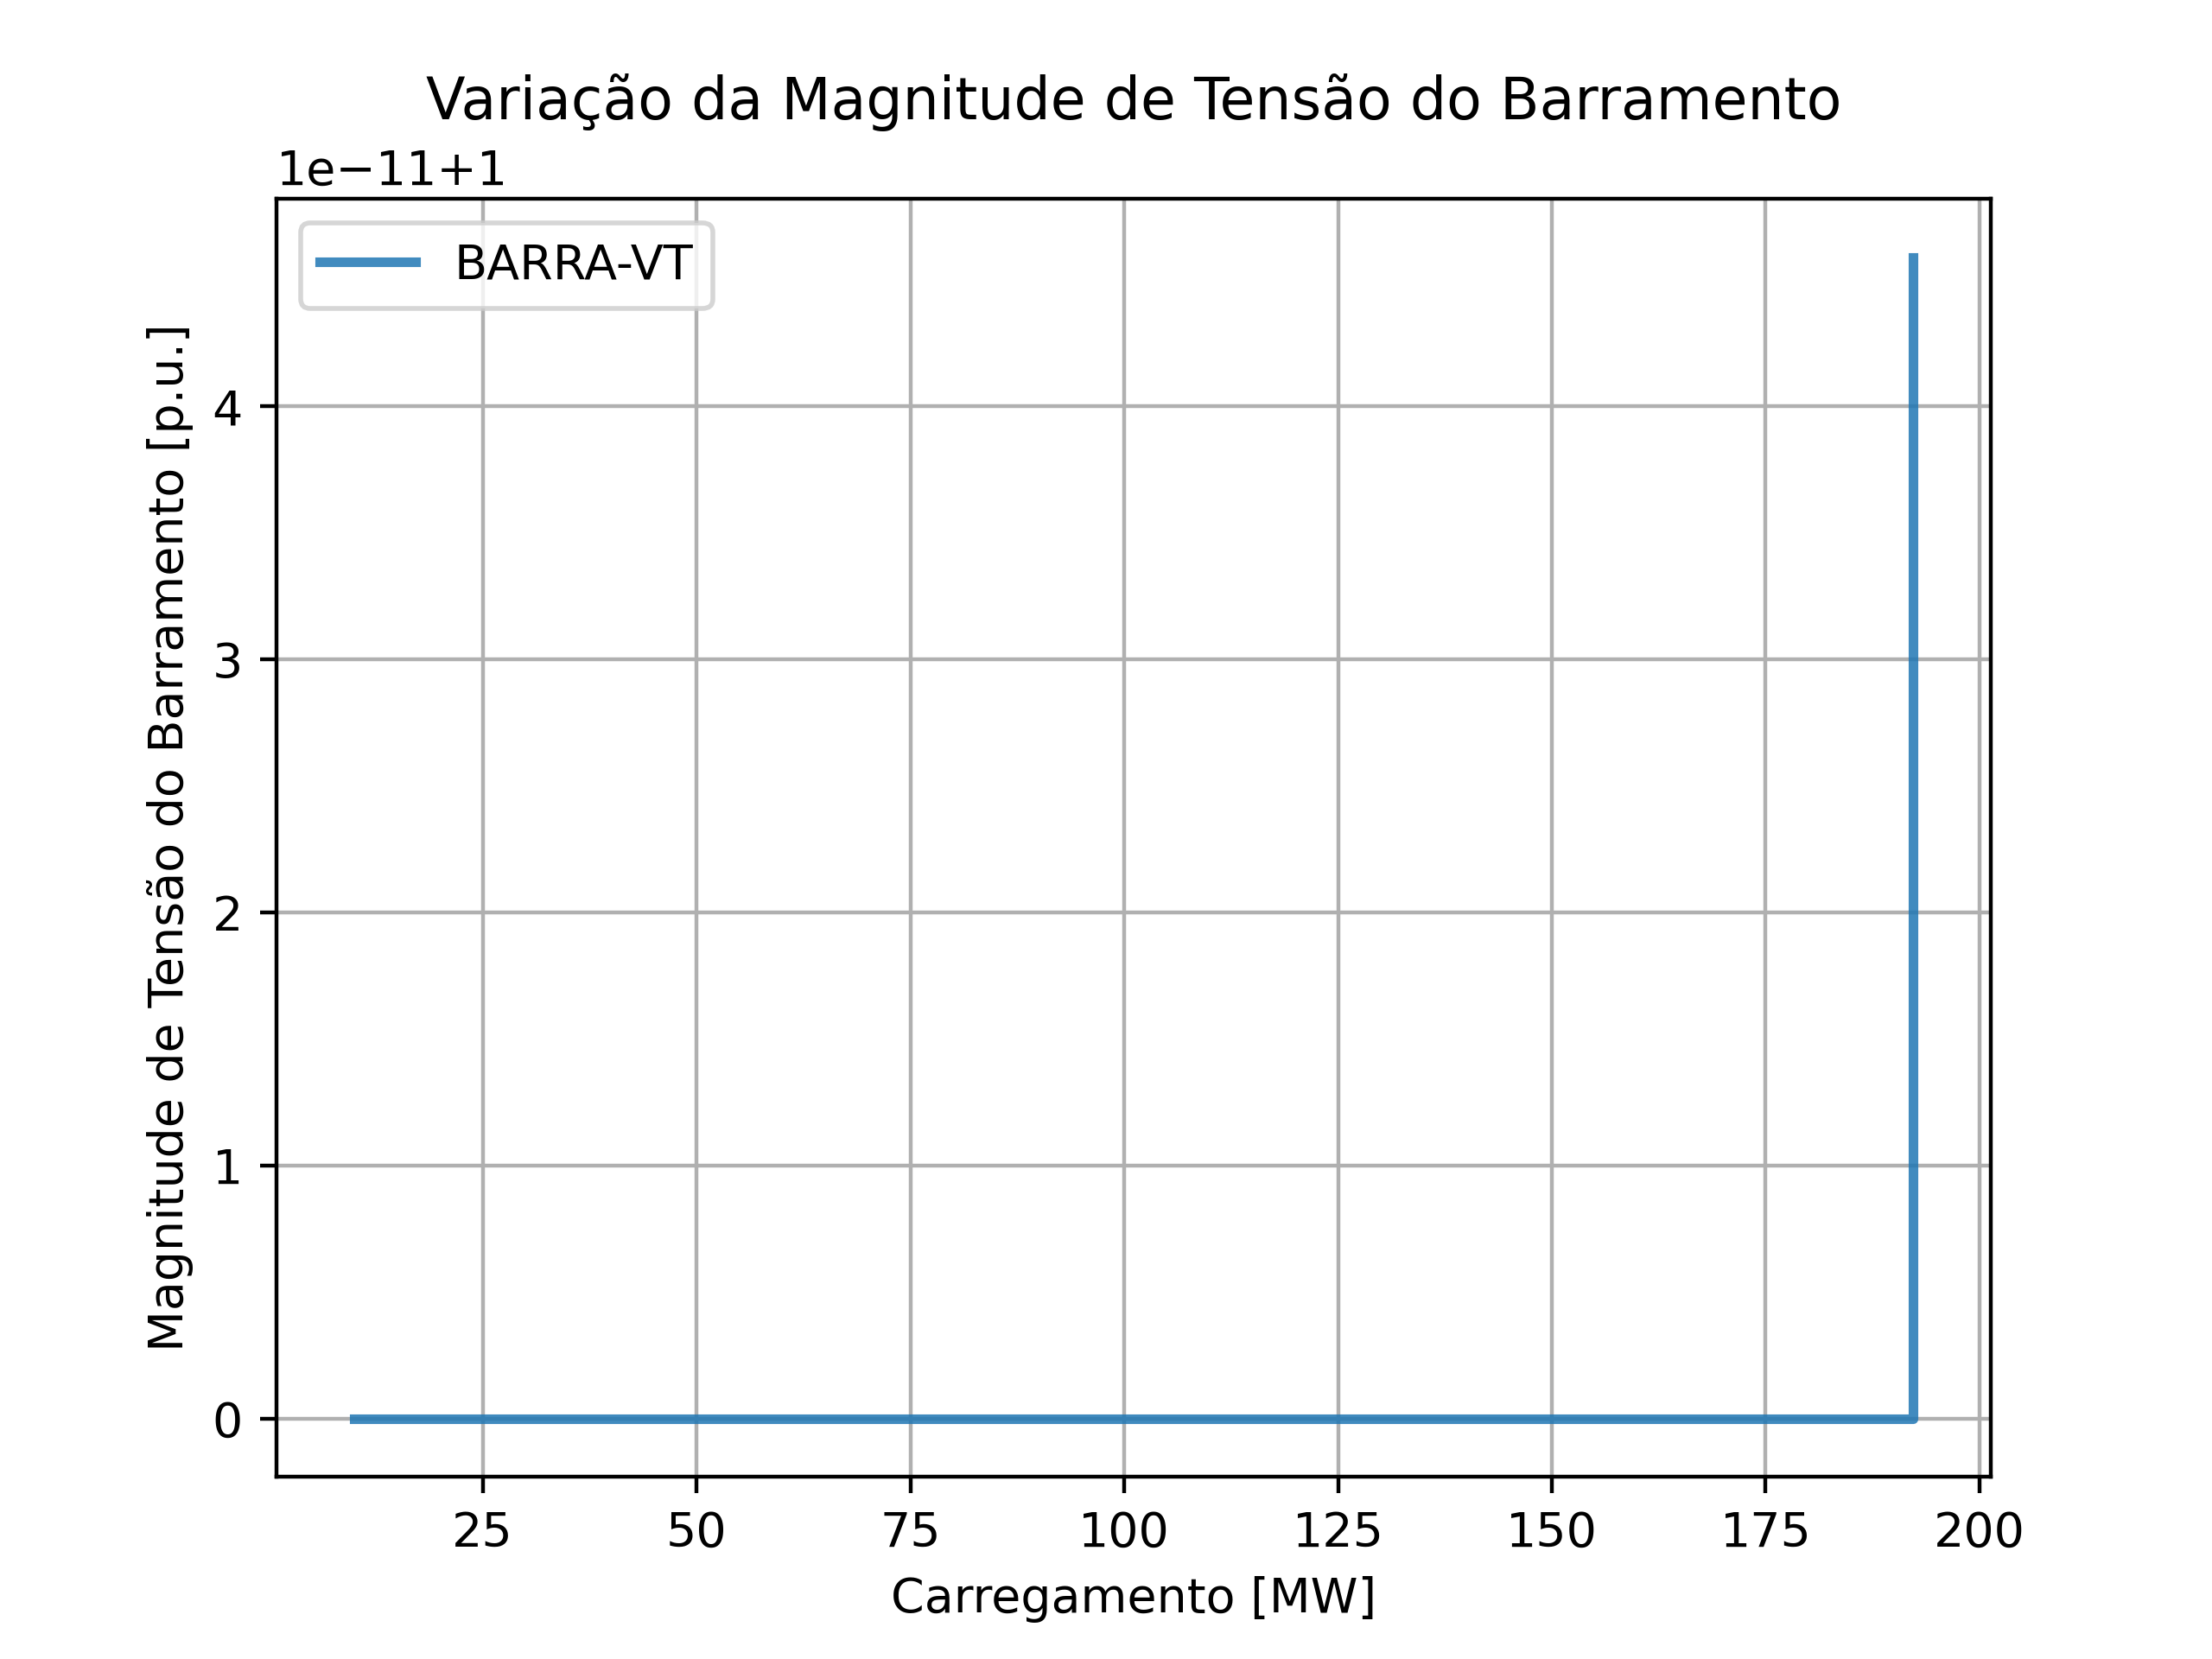 Variação da Magnitude de Tensão do Barramento
1e−11+1
BARRA-VT
Magnitude de Tensão do Barramento [p.u.]
4
3
2
1
0
25 50 75 100 125 150 175 200
Carregamento [MW]